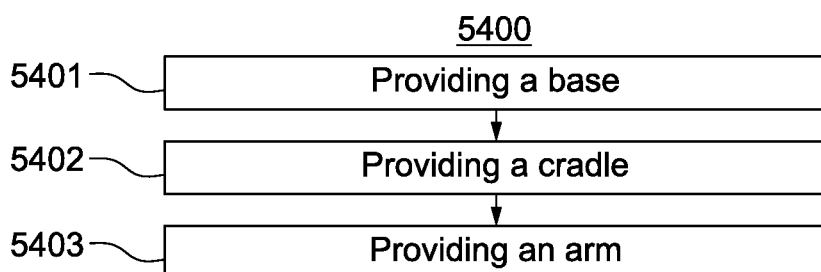 5400
5401 Providing a base
5402 Providing a cradle
5403 Providing an arm